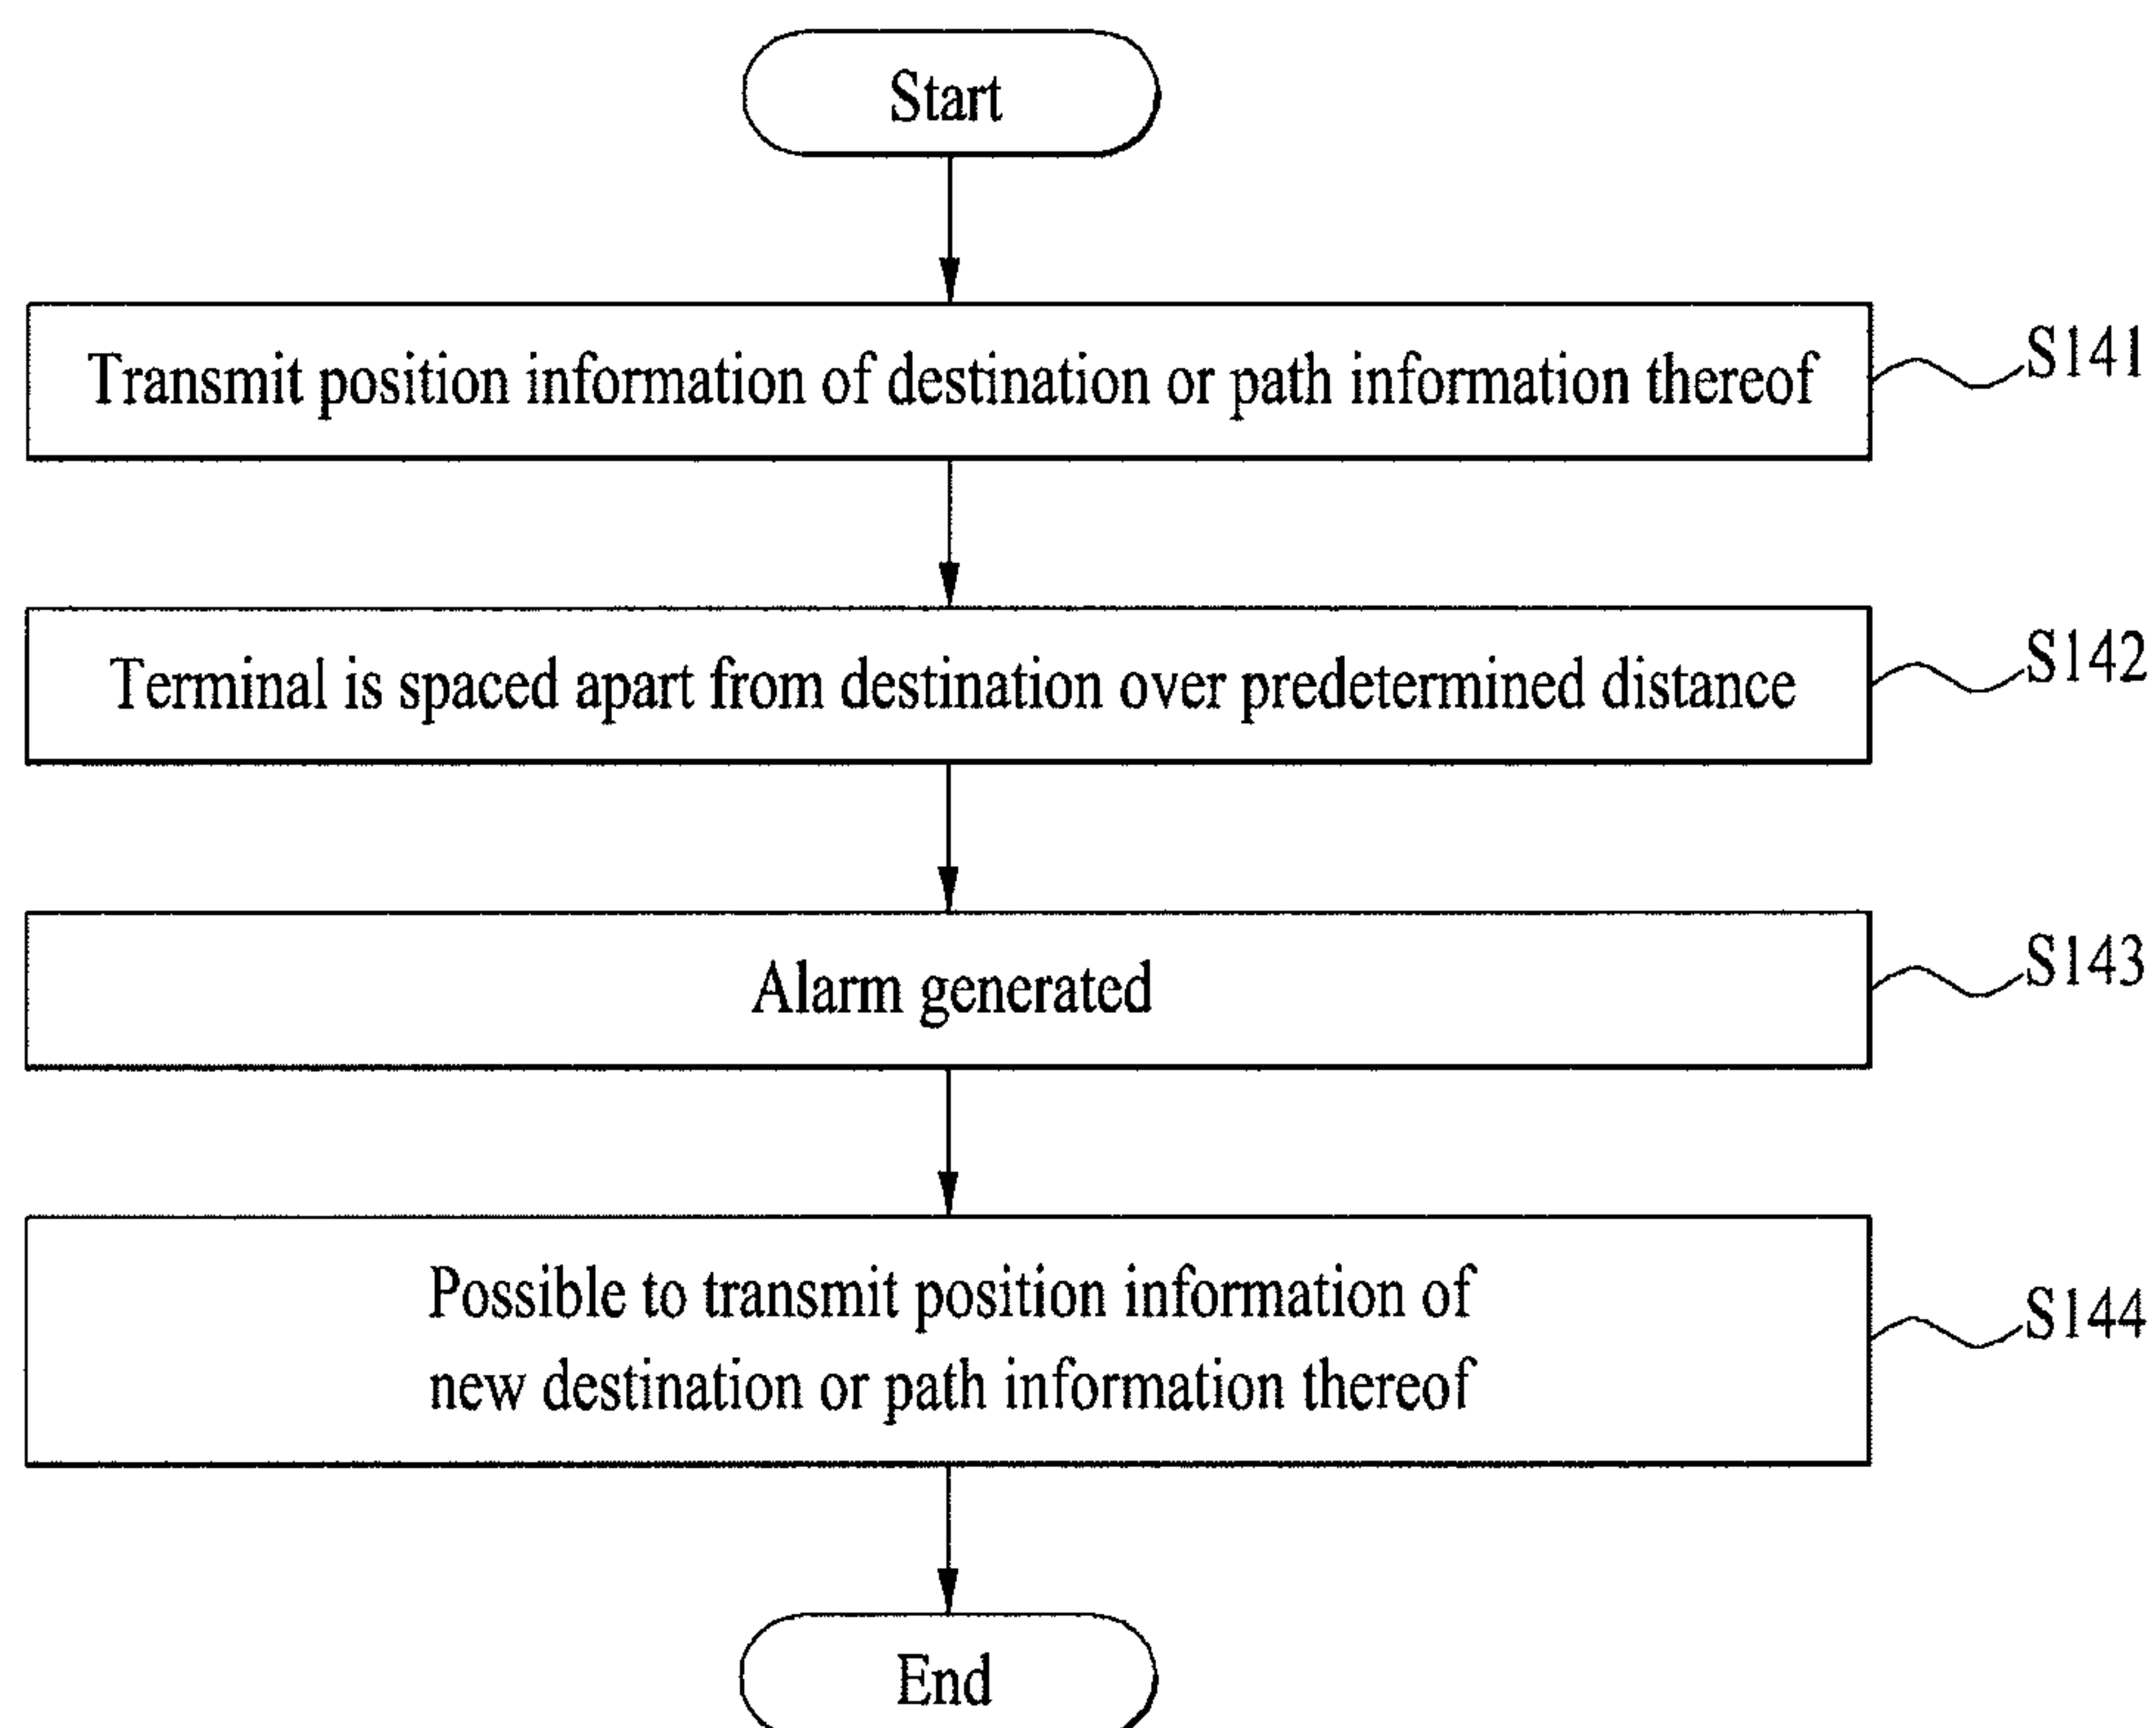 Start
Transmit position information of destination or path information thereof
S141
Terminal is spaced apart from destination over predetermined distance
S142
Alarm generated
S143
Possible to transmit position information of
new destination or path information thereof
S144
End